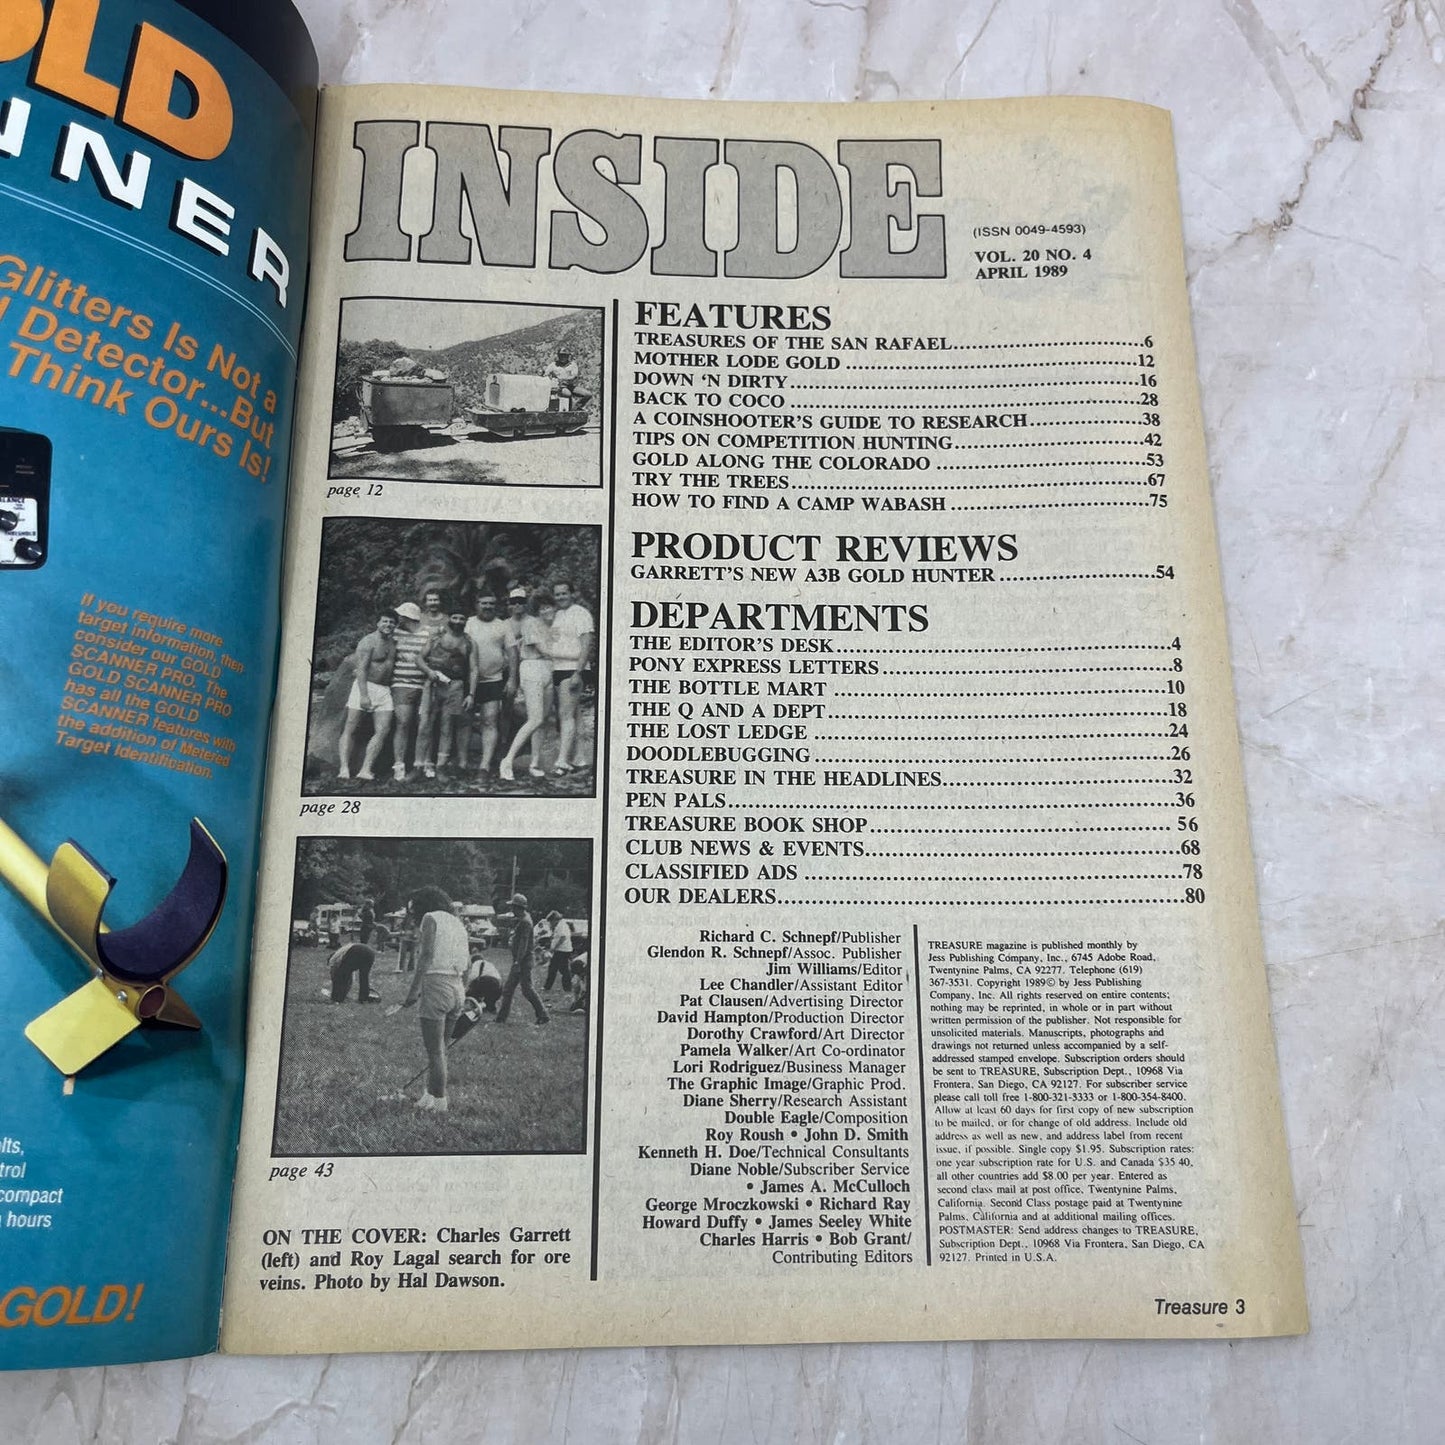 OLD
NNER
Glitters Is Not a
Detector...But
Think Ours Is!
If you require more
target information, then
consider our GOLD
SCANNER PRO. The
GOLD SCANNER PRO
has all the GOLD
SCANNER features with
the addition of Metered
Target Identification.
compact
hours
GOLD!
INSIDE
(ISSN 0049-4593)
VOL. 20 NO. 4
APRIL 1989
page 12
page 28
page 43
ON THE COVER: Charles Garrett
(left) and Roy Lagal search for ore
veins. Photo by Hal Dawson.
FEATURES
TREASURES OF THE SAN RAFAEL.............................6
MOTHER LODE GOLD .............................12
DOWN 'N DIRTY.............................16
BACK TO COCO .............................28
A COINSHOOTER'S GUIDE TO RESEARCH.............................38
TIPS ON COMPETITION HUNTING.............................42
GOLD ALONG THE COLORADO .............................53
TRY THE TREES.............................67
HOW TO FIND A CAMP WABASH .............................75
PRODUCT REVIEWS
GARRETT'S NEW A3B GOLD HUNTER .............................54
DEPARTMENTS
THE EDITOR'S DESK.............................4
PONY EXPRESS LETTERS .............................8
THE BOTTLE MART .............................10
THE Q AND A DEPT.............................18
THE LOST LEDGE .............................24
DOODLEBUGGING .............................26
TREASURE IN THE HEADLINES.............................32
PEN PALS.............................36
TREASURE BOOK SHOP............................. 56
CLUB NEWS & EVENTS.............................68
CLASSIFIED ADS .............................78
OUR DEALERS.............................80
Richard C. Schnepf/Publisher
Glendon R. Schnepf/Assoc. Publisher
Jim Williams/Editor
Lee Chandler/Assistant Editor
Pat Clausen/Advertising Director
David Hampton/Production Director
Dorothy Crawford/Art Director
Pamela Walker/Art Co-ordinator
Lori Rodriguez/Business Manager
The Graphic Image/Graphic Prod.
Diane Sherry/Research Assistant
Double Eagle/Composition
Roy Roush • John D. Smith
Kenneth H. Doe/Technical Consultants
Diane Noble/Subscriber Service
• James A. McCulloch
George Mroczkowski • Richard Ray
Howard Duffy • James Seeley White
Charles Harris • Bob Grant/
Contributing Editors
TREASURE magazine is published monthly by
Jess Publishing Company, Inc., 6745 Adobe Road,
Twentynine Palms, CA 92277. Telephone (619)
367-3531. Copyright 1989© by Jess Publishing
Company, Inc. All rights reserved on entire contents;
nothing may be reprinted, in whole or in part without
written permission of the publisher. Not responsible for
unsolicited materials. Manuscripts, photographs and
drawings not returned unless accompanied by a self-
addressed stamped envelope. Subscription orders should
be sent to TREASURE, Subscription Dept., 10968 Via
Frontera, San Diego, CA 92127. For subscriber service
please call toll free 1-800-321-3333 or 1-800-354-8400.
Allow at least 60 days for first copy of new subscription
to be mailed, or for change of old address. Include old
address as well as new, and address label from recent
issue, if possible. Single copy $1.95. Subscription rates:
one year subscription rate for U.S. and Canada $35.40,
all other countries add $8.00 per year. Entered as
second class mail at post office, Twentynine Palms,
California. Second Class postage paid at Twentynine
Palms, California and at additional mailing offices.
POSTMASTER: Send address changes to TREASURE,
Subscription Dept., 10968 Via Frontera, San Diego, CA
92127. Printed in U.S.A.
Treasure 3